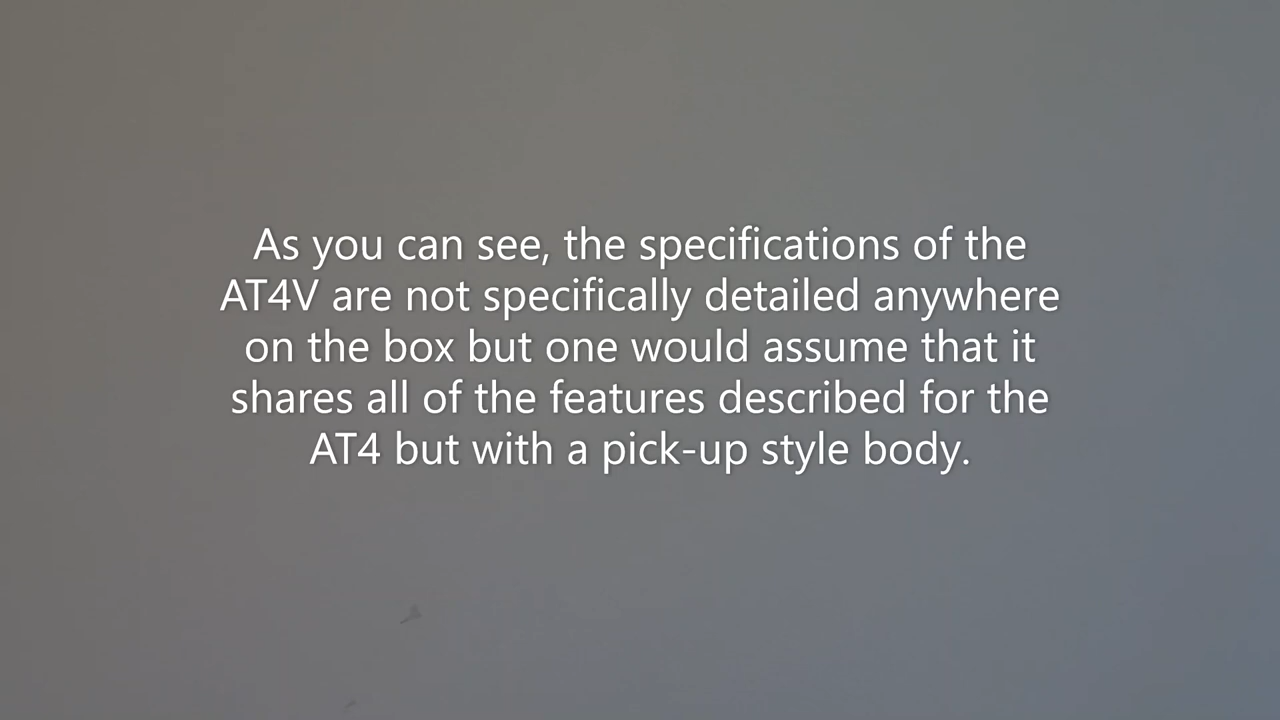 As you can see, the specifications of the
AT4V are not specifically detailed anywhere
on the box but one would assume that it
shares all of the features described for the
AT4 but with a pick-up style body.